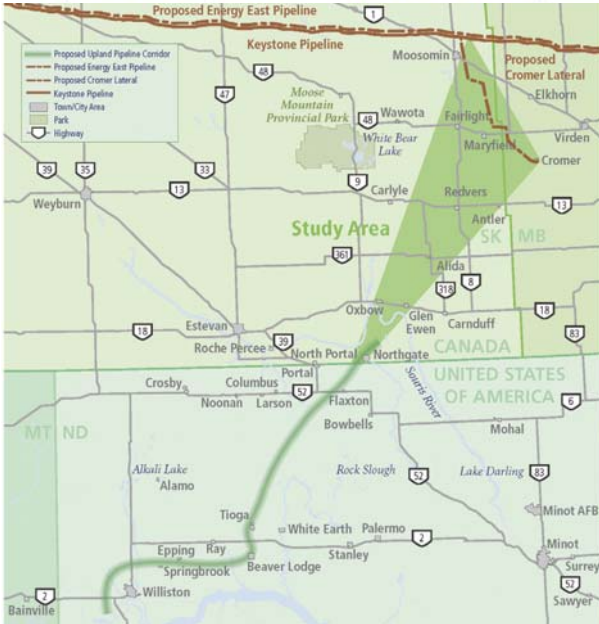 Proposed Energy East Pipeline
1
Keystone Pipeline
Proposed Upland Pipeline Corridor
Proposed Energy East Pipeline
Proposed Cromer Lateral
Keystone Pipeline
Town/City Area
Park
Highway
48
47
Moosomin
Proposed
Cromer Lateral
Elkhorn
Moose
Mountain
Provincial Park
48
Wawota
White Bear
Lake
Fairlight
Maryfield
Virden
Cromer
39
35
33
13
9
Weyburn
Carlyle
Redvers
Antler
13
Study Area
SK
MB
361
Alida
318
8
Oxbow
Glen
Ewen
Carnduff
18
83
Estevan
18
39
Roche Percee
North Portal
Northgate
CANADA
Portal
UNITED STATES
OF AMERICA
Crosby
Columbus
52
Noonan
Larson
Flaxton
Bowbells
Souris River
6
Mohal
MT
ND
Alkali Lake
Alamo
Rock Slough
52
Lake Darling
83
Tioga
White Earth
Palermo
2
Minot AFB
Epping
Ray
Stanley
Minot
Springbrook
Beaver Lodge
Surrey
52
Sawyer
2
Williston
Bainville